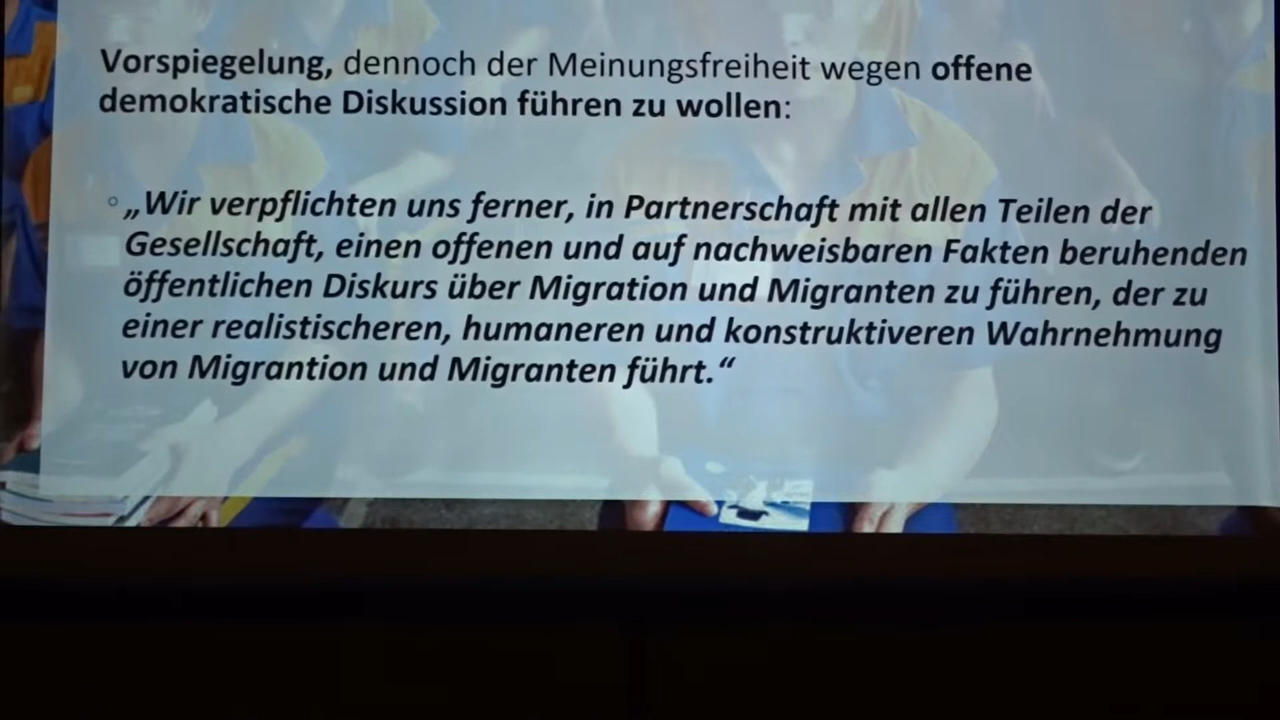 Vorspiegelung, dennoch der Meinungsfreiheit wegen offene
demokratische Diskussion führen zu wollen:
° „Wir verpflichten uns ferner, in Partnerschaft mit allen Teilen der
Gesellschaft, einen offenen und auf nachweisbaren Fakten beruhenden
öffentlichen Diskurs über Migration und Migranten zu führen, der zu
einer realistischeren, humaneren und konstruktiveren Wahrnehmung
von Migrantion und Migranten führt.“